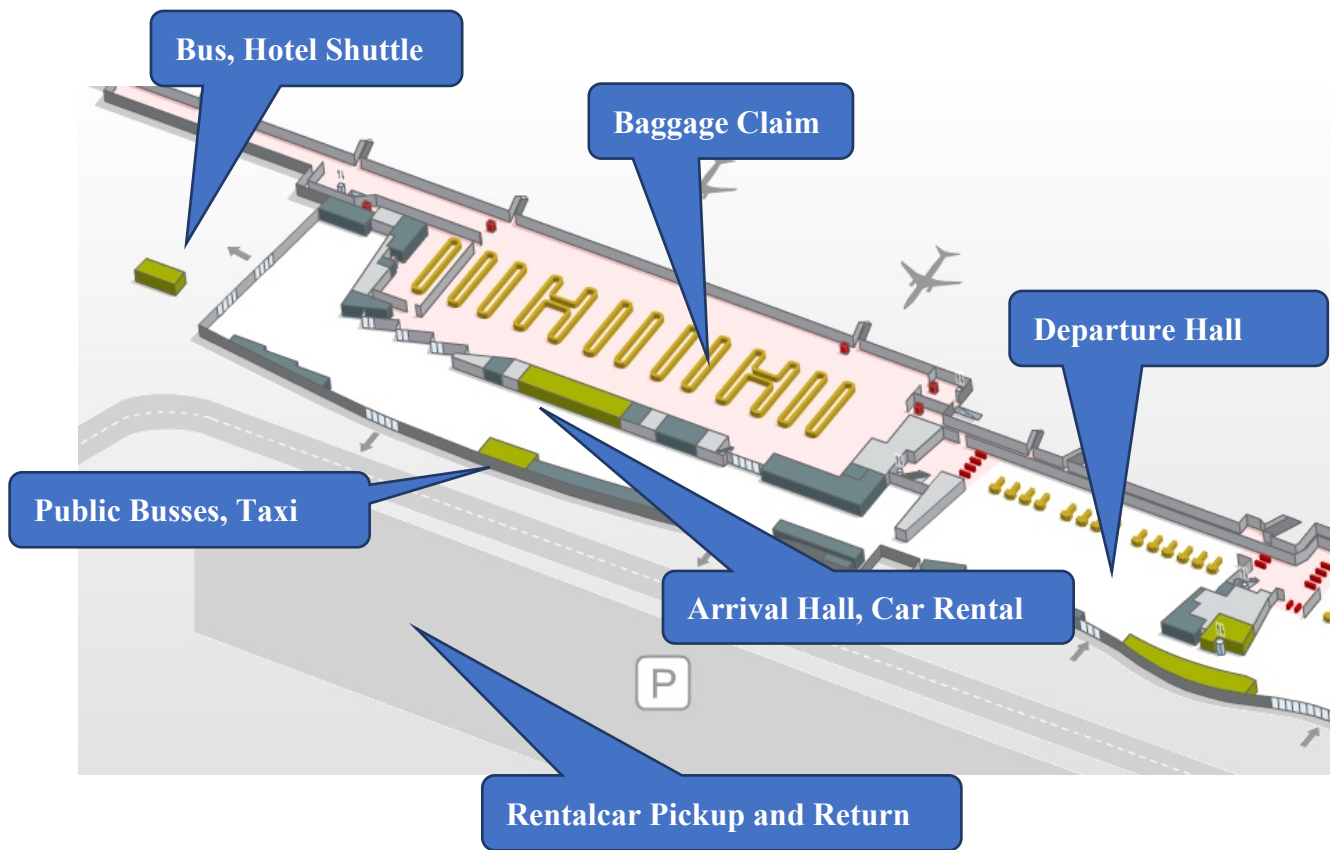 Bus, Hotel Shuttle
Baggage Claim
Departure Hall
Public Busses, Taxi
Arrival Hall, Car Rental
P
Rentalcar Pickup and Return